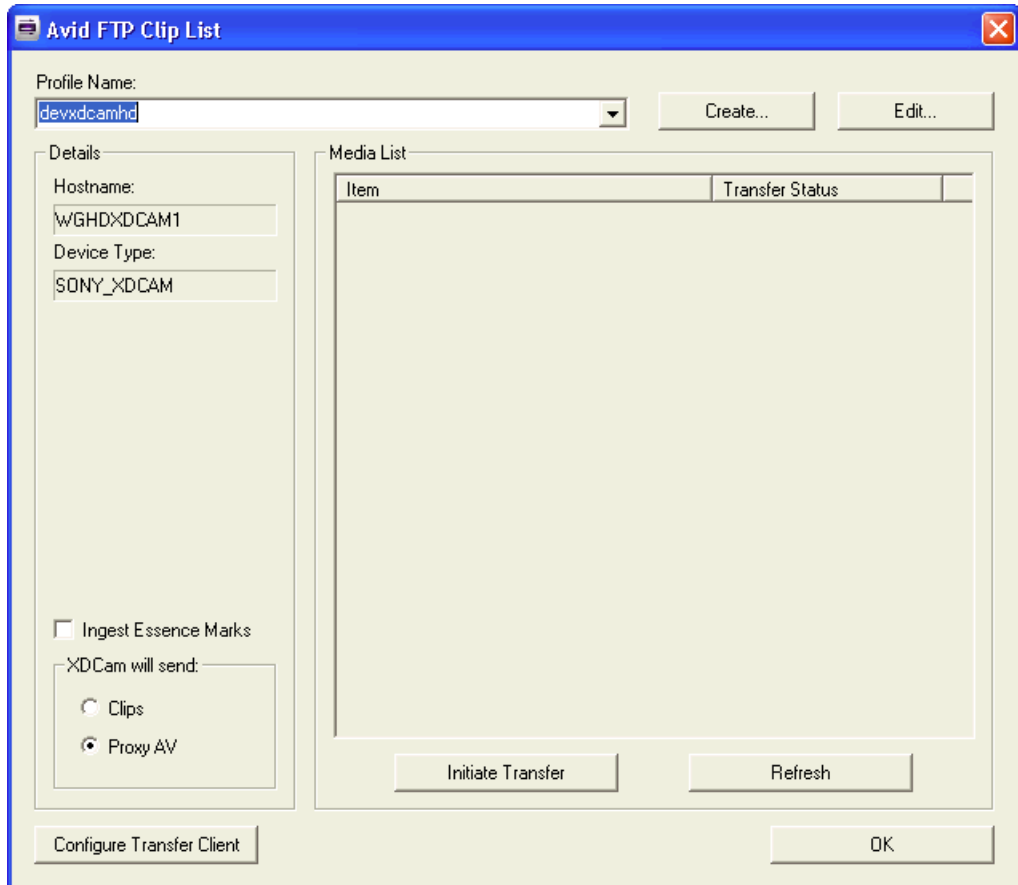 Avid FTP Clip List
Profile Name:
devxdcamhd
Create...
Edit...
Details
Hostname:
WGHDXDCAM1
Device Type:
SONY_XDCAM
Ingest Essence Marks
XDCam will send:
Clips
Proxy AV
Media List
Item Transfer Status
Initiate Transfer
Refresh
Configure Transfer Client
OK